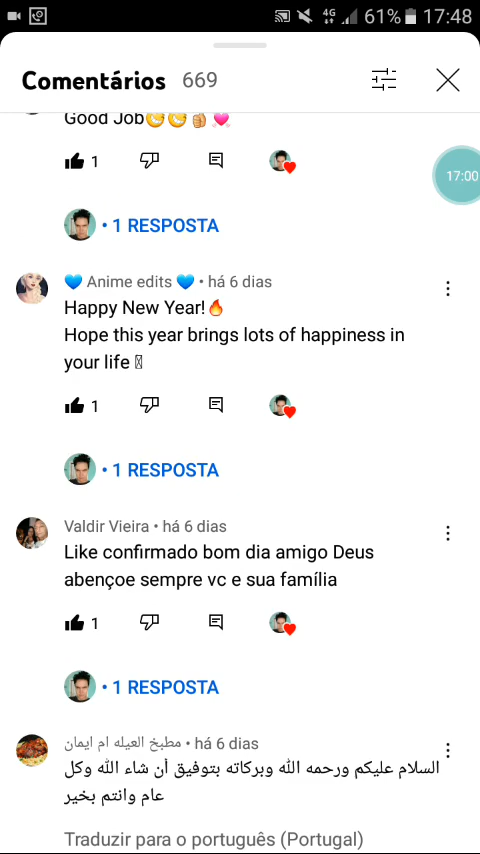 4G 61% 17:48
Comentários 669
Good Job😆😆👍💓
17:00
1
• 1 RESPOSTA
💙 Anime edits 💙 • há 6 dias
Happy New Year!🔥
Hope this year brings lots of happiness in
your life
1
• 1 RESPOSTA
Valdir Vieira • há 6 dias
Like confirmado bom dia amigo Deus
abençoe sempre vc e sua família
1
• 1 RESPOSTA
مطبخ العيله ام ايمان • há 6 dias
السلام عليكم ورحمه الله وبركاته بتوفيق أن شاء الله وكل
عام وانتم بخير
Traduzir para o português (Portugal)